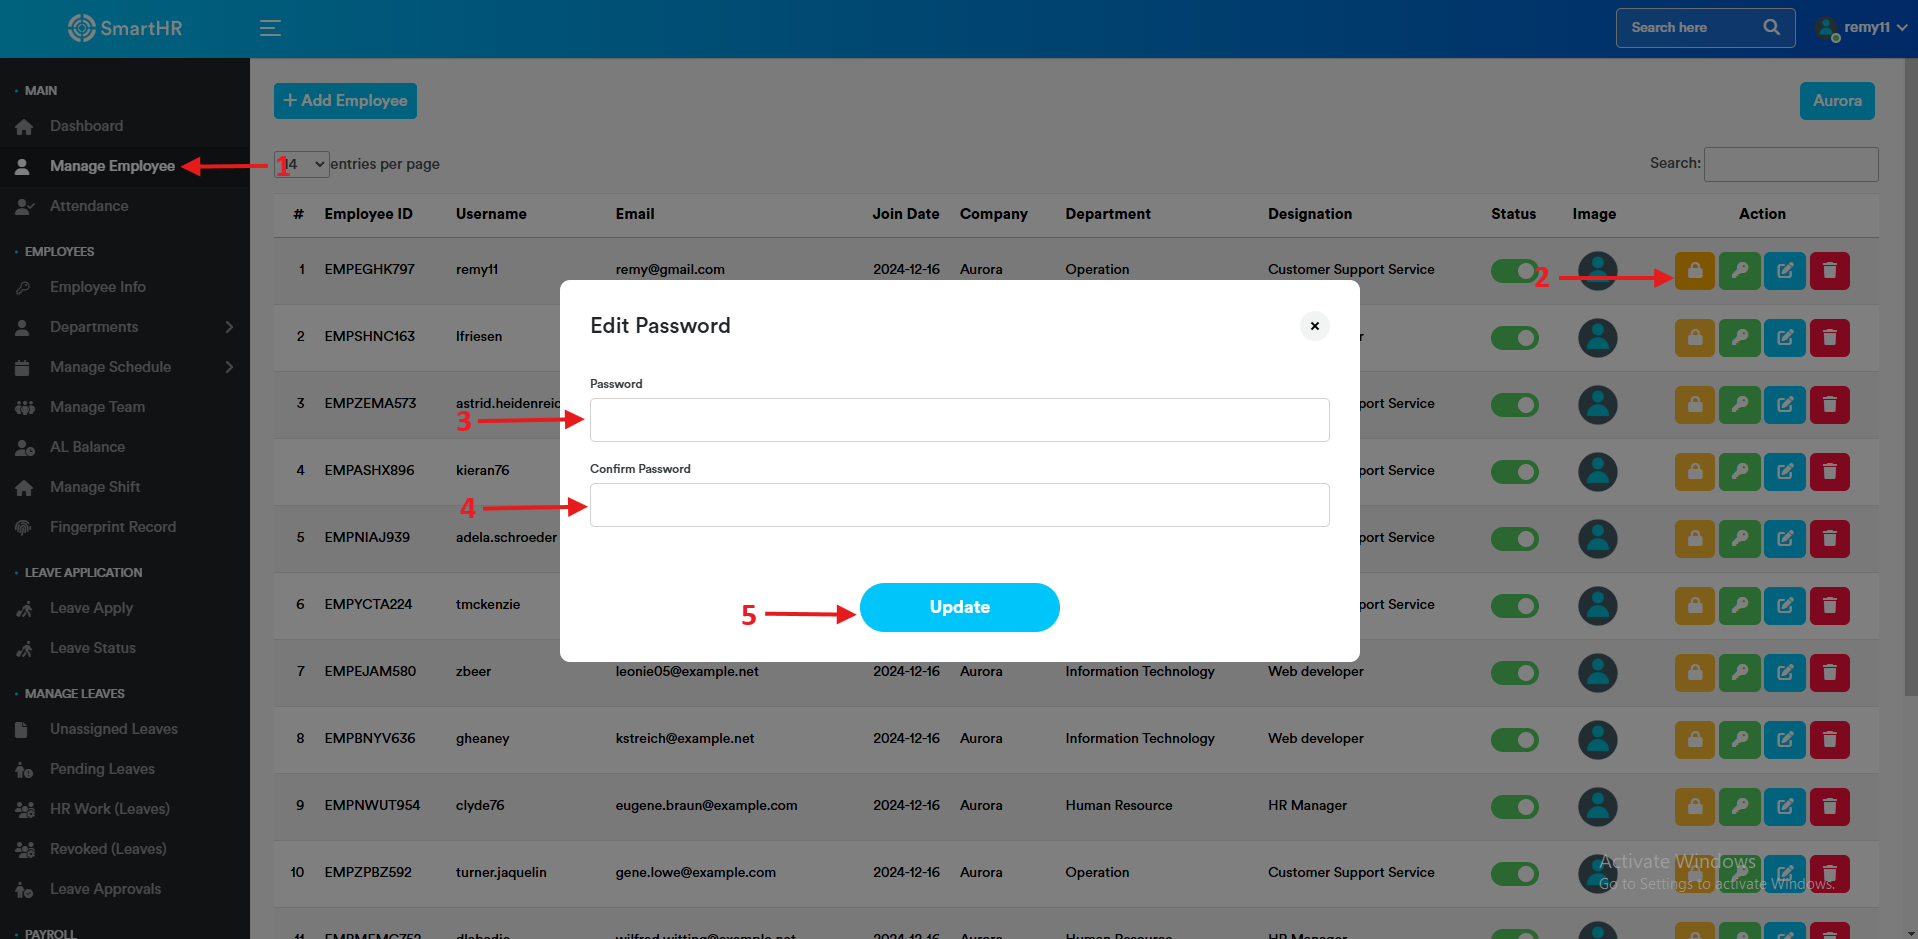 SmartHR
Search here
remy11
MAIN
Dashboard
Manage Employee
Attendance
EMPLOYEES
Employee Info
Departments
Manage Schedule
Manage Team
AL Balance
Manage Shift
Fingerprint Record
LEAVE APPLICATION
Leave Apply
Leave Status
MANAGE LEAVES
Unassigned Leaves
Pending Leaves
HR Work (Leaves)
Revoked (Leaves)
Leave Approvals
PAYROLL
+ Add Employee
Aurora
1
14 entries per page
Search:
# Employee ID Username Email Join Date Company Department Designation Status Image Action
1 EMPEGHK797 remy11 remy@gmail.com 2024-12-16 Aurora Operation Customer Support Service
2
2 EMPSHNC163 lfriesen
3 EMPZEMA573 astrid.heidenreic port Service
4 EMPASHX896 kieran76 port Service
5 EMPNIAJ939 adela.schroeder port Service
6 EMPYCTA224 tmckenzie port Service
7 EMPEJAM580 zbeer leonie05@example.net 2024-12-16 Aurora Information Technology Web developer
8 EMPBNYV636 gheaney kstreich@example.net 2024-12-16 Aurora Information Technology Web developer
9 EMPNWUT954 clyde76 eugene.braun@example.com 2024-12-16 Aurora Human Resource HR Manager
10 EMPZPBZ592 turner.jaquelin gene.lowe@example.com 2024-12-16 Aurora Operation Customer Support Service
11 2024-12-16 Aurora Human Resource HR Manager
Edit Password
×
Password
3
Confirm Password
4
5
Update
Activate Windows
Go to Settings to activate Windows.